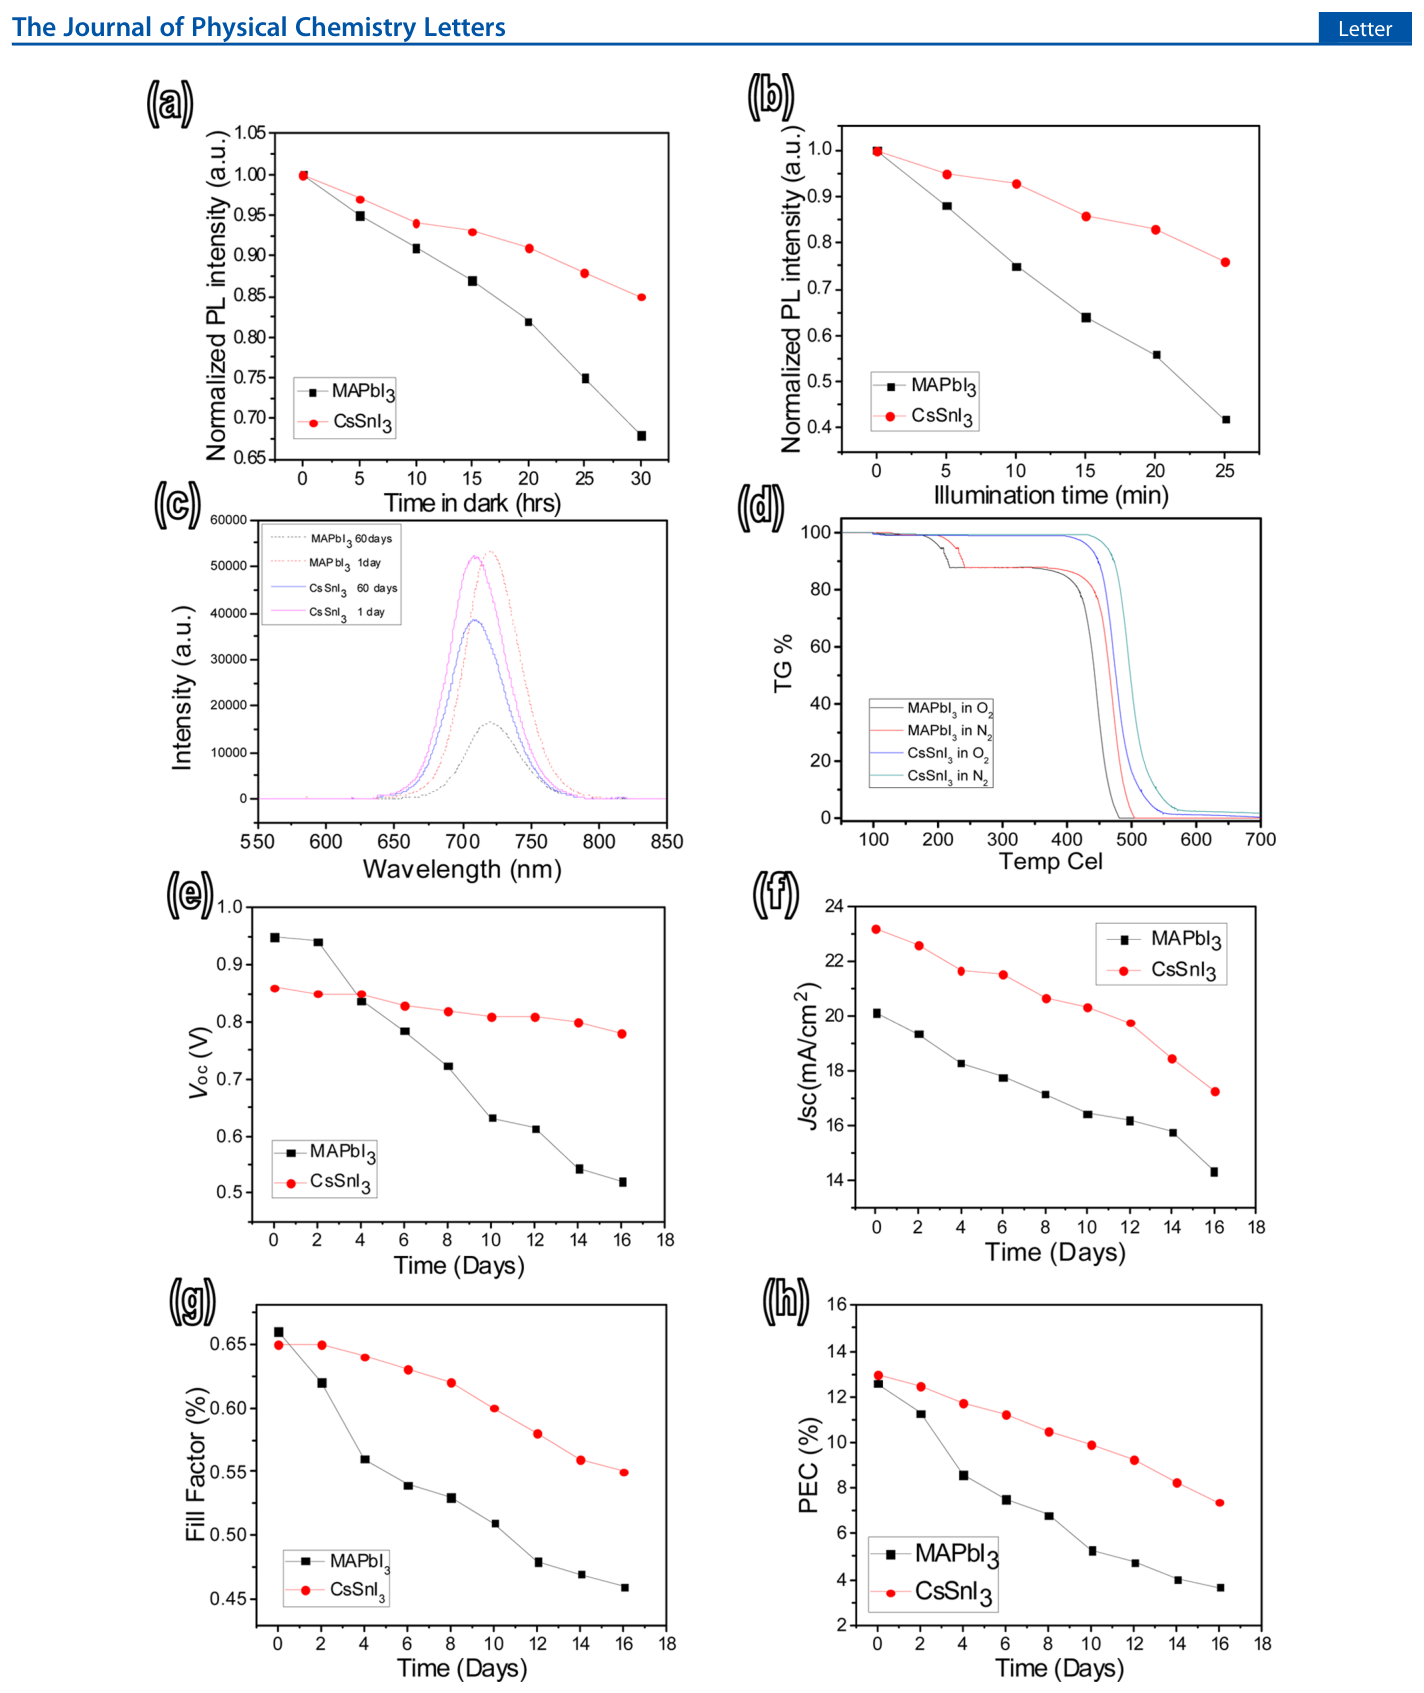 The Journal of Physical Chemistry Letters
Letter
(a)
Normalized PL intensity (a.u.)
1.05
1.00
0.95
0.90
0.85
0.80
0.75
0.70
0.65
MAPbI3
CsSnI3
0 5 10 15 20 25 30
Time in dark (hrs)
(b)
Normalized PL intensity (a.u.)
1.0
0.9
0.8
0.7
0.6
0.5
0.4
MAPbI3
CsSnI3
0 5 10 15 20 25
Illumination time (min)
(c)
Intensity (a.u.)
60000
50000
40000
30000
20000
10000
0
MAPbI3 60days
MAPbI3 1day
CsSnI3 60 days
CsSnI3 1 day
550 600 650 700 750 800 850
Wavelength (nm)
(d)
TG %
100
80
60
40
20
0
MAPbI3 in O2
MAPbI3 in N2
CsSnI3 in O2
CsSnI3 in N2
100 200 300 400 500 600 700
Temp Cel
(e)
Voc (V)
1.0
0.9
0.8
0.7
0.6
0.5
MAPbI3
CsSnI3
0 2 4 6 8 10 12 14 16 18
Time (Days)
(f)
Jsc(mA/cm2)
24
22
20
18
16
14
MAPbI3
CsSnI3
0 2 4 6 8 10 12 14 16 18
Time (Days)
(g)
Fill Factor (%)
0.65
0.60
0.55
0.50
0.45
MAPbI3
CsSnI3
0 2 4 6 8 10 12 14 16 18
Time (Days)
(h)
PEC (%)
16
14
12
10
8
6
4
2
MAPbI3
CsSnI3
0 2 4 6 8 10 12 14 16 18
Time (Days)